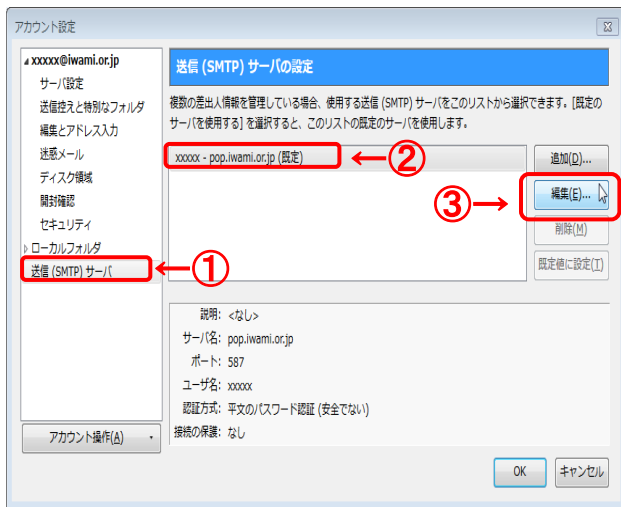 アカウント設定
xxxxx@iwami.or.jp
サーバ設定
送信控えと特別なフォルダ
編集とアドレス入力
迷惑メール
ディスク領域
開封確認
セキュリティ
ローカルフォルダ
送信 (SMTP) サーバ
①
アカウント操作(A)
送信 (SMTP) サーバの設定
複数の差出人情報を管理している場合、使用する送信 (SMTP) サーバをこのリストから選択できます。[既定の
サーバを使用する] を選択すると、このリストの既定のサーバを使用します。
xxxxx - pop.iwami.or.jp (既定)
②
追加(D)...
③
編集(E)...
削除(M)
既定値に設定(T)
説明: <なし>
サーバ名: pop.iwami.or.jp
ポート: 587
ユーザ名: xxxxx
認証方式: 平文のパスワード認証 (安全でない)
接続の保護: なし
OK
キャンセル